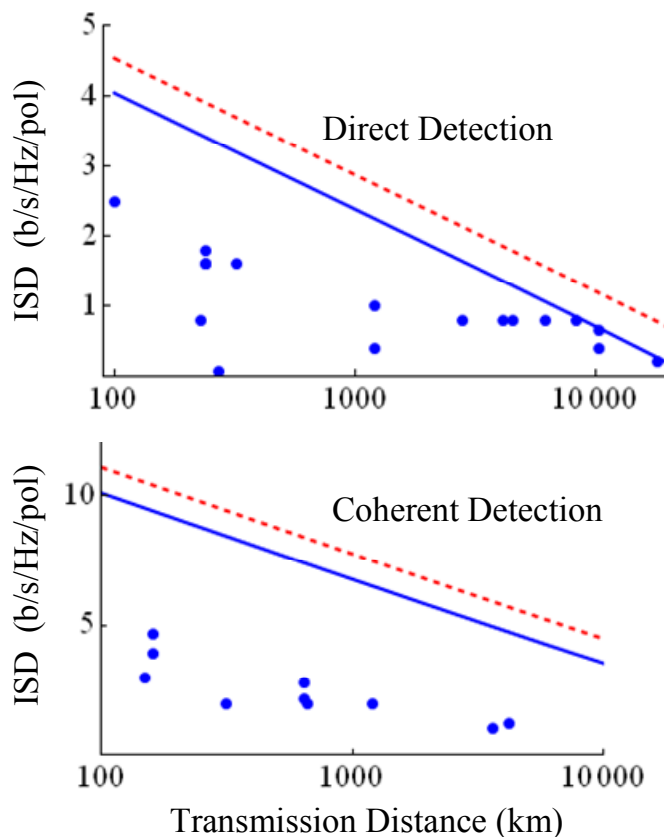 5
4
Direct Detection
3
2
1
ISD (b/s/Hz/pol)
100 1000 10 000
10
Coherent Detection
5
ISD (b/s/Hz/pol)
100 1000 10 000
Transmission Distance (km)